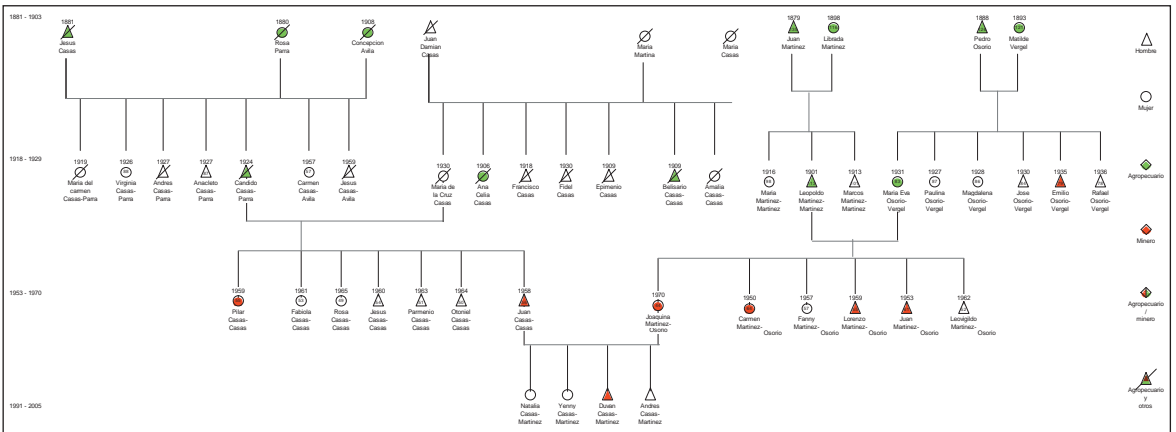 1881 - 1903
1881
Jesus
Casas
1880
Rosa
Parra
1908
Concepcion
Avila
Juan
Damian
Casas
Maria
Martina
Maria
Casas
1879
Juan
Martinez
1898
Librada
Martinez
1888
Pedro
Osorio
1893
Matilde
Vergel
Hombre
Mujer
Agropecuario
Minero
Agropecuario
/
minero
Agropecuario
y
otros
1918 - 1929
1919
Maria del
carmen
Casas-Parra
1926
Virginia
Casas-
Parra
1927
Andres
Casas-
Parra
1927
Anacleto
Casas-
Parra
1924
Candido
Casas-
Parra
1957
Carmen
Casas-
Avila
1959
Jesus
Casas-
Avila
1930
Maria de
la Cruz
Casas
1906
Ana
Celia
Casas
1918
Francisco
Casas
1930
Fidel
Casas
1909
Epimenio
Casas
1909
Belisario
Casas-Casas
Amalia
Casas-Casas
1916
Maria
Martinez-
Martinez
1901
Leopoldo
Martinez-
Martinez
1913
Marcos
Martinez-
Martinez
1931
Maria Eva
Osorio-
Vergel
1927
Paulina
Osorio-
Vergel
1928
Magdalena
Osorio-
Vergel
1930
Jose
Osorio-
Vergel
1935
Emilio
Osorio-
Vergel
1936
Rafael
Osorio-
Vergel
1953 - 1970
1959
Pilar
Casas-
Casas
1961
Fabiola
Casas-
Casas
1965
Rosa
Casas-
Casas
1960
Jesus
Casas-
Casas
1963
Parmenio
Casas-
Casas
1964
Otoniel
Casas-
Casas
1958
Juan
Casas-
Casas
1970
Joaquina
Martinez-
Osorio
1950
Carmen
Martinez-
Osorio
1957
Fanny
Martinez-
Osorio
1959
Lorenzo
Martinez-
Osorio
1953
Juan
Martinez-
Osorio
1962
Leovigildo
Martinez-
Osorio
1991 - 2005
Natalia
Casas-
Martinez
Yenny
Casas-
Martinez
Duvan
Casas-
Martinez
Andres
Casas-
Martinez